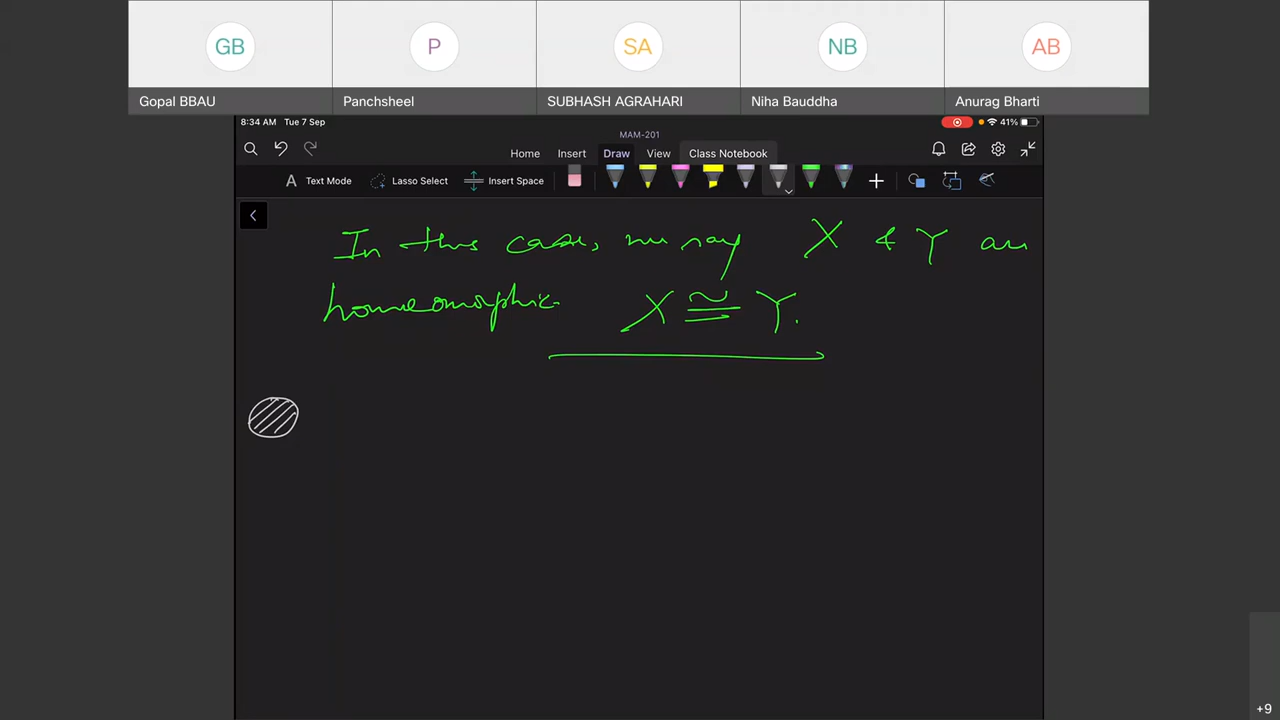 GB P SA NB AB
Gopal BBAU Panchsheel SUBHASH AGRAHARI Niha Bauddha Anurag Bharti
8:34 AM Tue 7 Sep 41%
MAM-201
Home Insert Draw View Class Notebook
A Text Mode Lasso Select Insert Space
In this case, we say X & Y are
homeomorphic. X ≅ Y.
+9